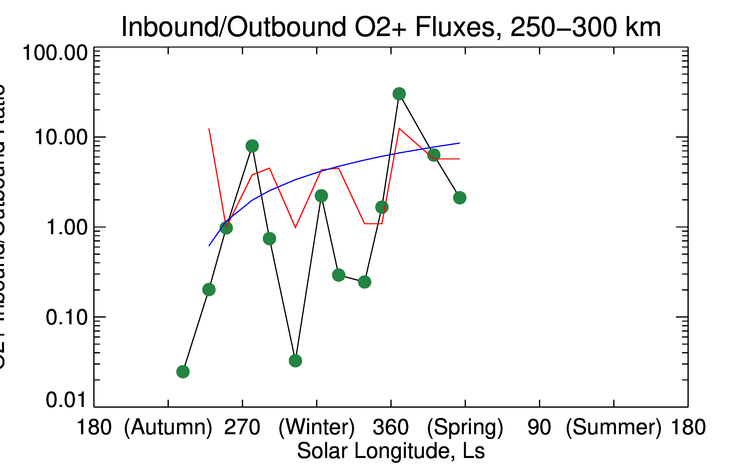 Inbound/Outbound O2+ Fluxes, 250−300 km
100.00
10.00
1.00
0.10
0.01
180 (Autumn) 270 (Winter) 360 (Spring) 90 (Summer) 180
Solar Longitude, Ls